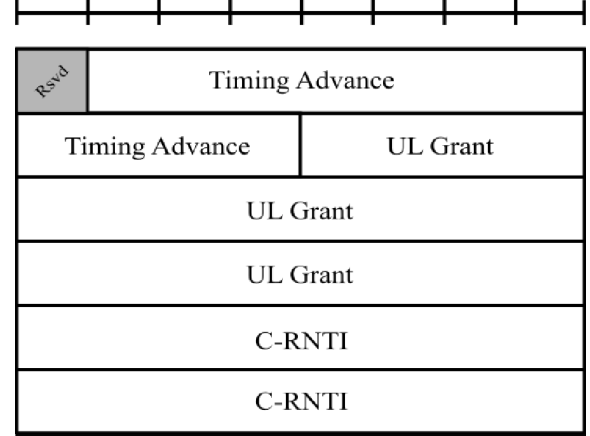 Rsvd Timing Advance
Timing Advance UL Grant
UL Grant
UL Grant
C-RNTI
C-RNTI